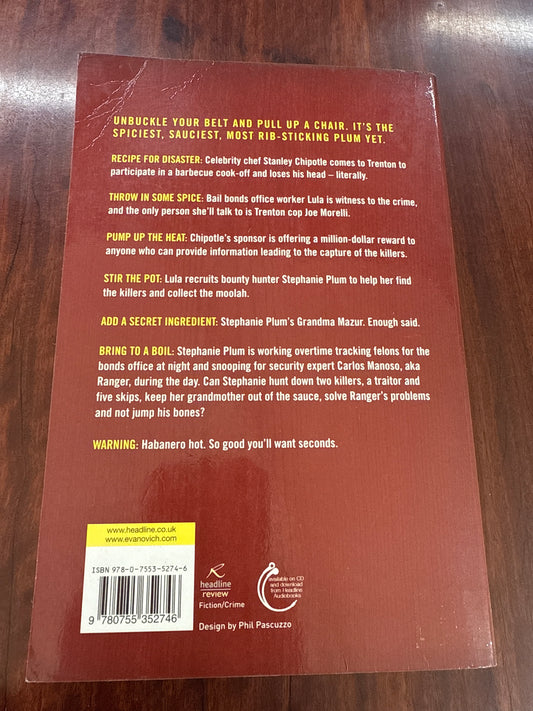 UNBUCKLE YOUR BELT AND PULL UP A CHAIR. IT'S THE
SPICIEST, SAUCIEST, MOST RIB-STICKING PLUM YET.
RECIPE FOR DISASTER: Celebrity chef Stanley Chipotle comes to Trenton to
participate in a barbecue cook-off and loses his head – literally.
THROW IN SOME SPICE: Bail bonds office worker Lula is witness to the crime,
and the only person she'll talk to is Trenton cop Joe Morelli.
PUMP UP THE HEAT: Chipotle's sponsor is offering a million-dollar reward to
anyone who can provide information leading to the capture of the killers.
STIR THE POT: Lula recruits bounty hunter Stephanie Plum to help her find
the killers and collect the moolah.
ADD A SECRET INGREDIENT: Stephanie Plum's Grandma Mazur. Enough said.
BRING TO A BOIL: Stephanie Plum is working overtime tracking felons for the
bonds office at night and snooping for security expert Carlos Manoso, aka
Ranger, during the day. Can Stephanie hunt down two killers, a traitor and
five skips, keep her grandmother out of the sauce, solve Ranger's problems
and not jump his bones?
WARNING: Habanero hot. So good you'll want seconds.
www.headline.co.uk
www.evanovich.com
ISBN 978-0-7553-5274-6
9 780755 352746
headline
review
Fiction/Crime
available on CD
and download
from Headline
Audiobooks
Design by Phil Pascuzzo